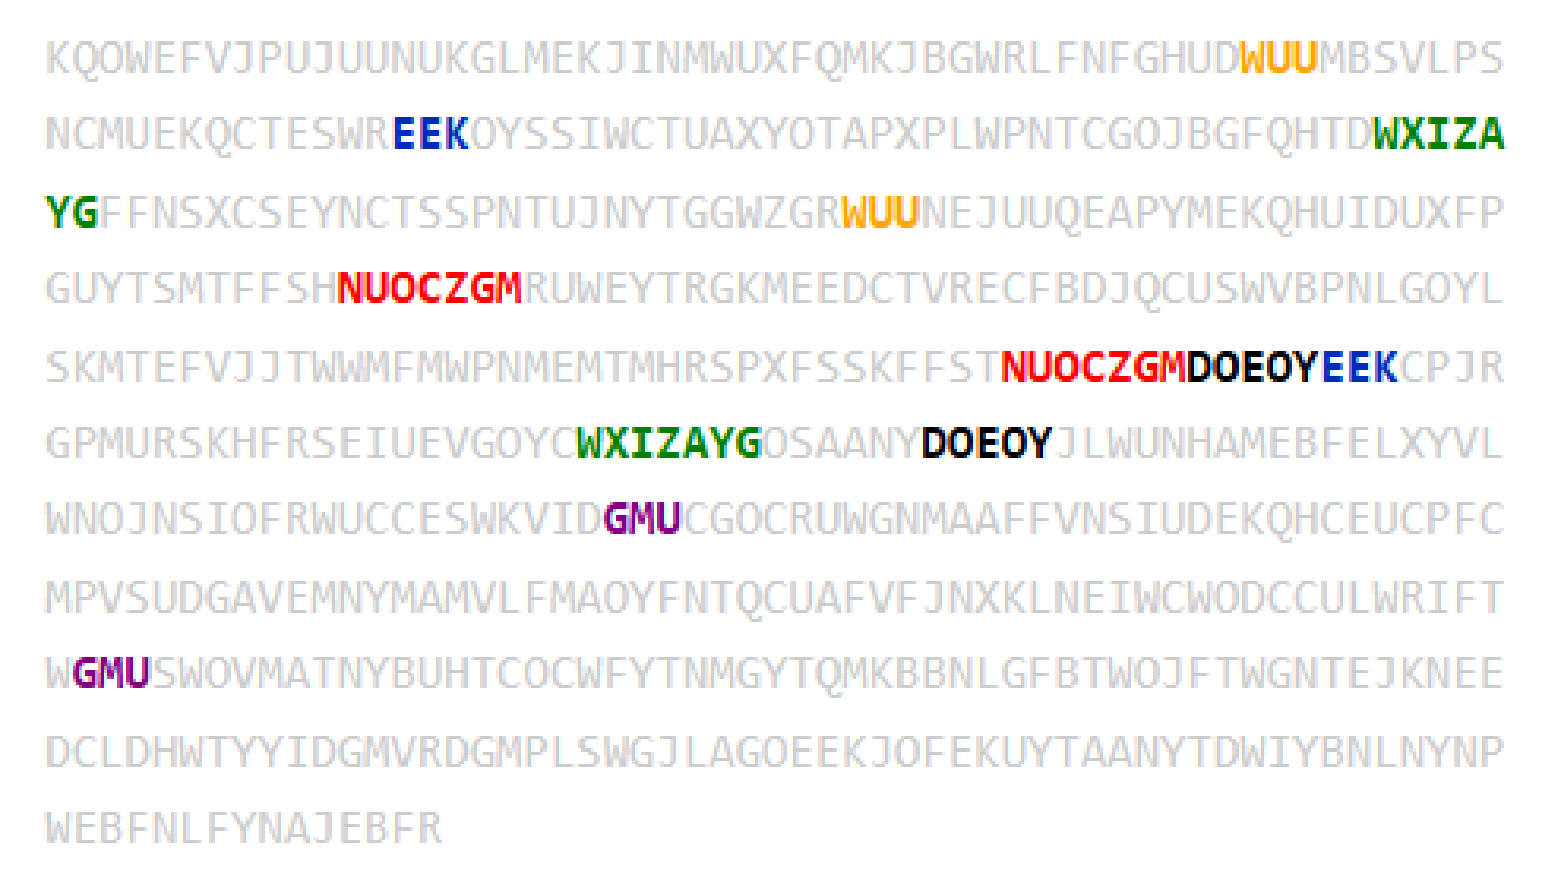 KQOWEFVJPUJUUNUKGLMEKJINMWUXFQMKJBGWRLFNFGHUDWUUMBSVLPS
NCMUEKQCTESWREEKOYSSIWCTUAXYOTAPXPLWPNTCGOJBGFQHTDWXIZA
YGFFNSXCSEYNCTSSPNTUJNYTGGWZGRWUUNEJUUQEAPYMEKQHUIDUXFP
GUYTSMTFFSHNUOCZGMRUWEYTRGKMEEDCTVRECFBDJQCUSWVBPNLGOYL
SKMTEFVJJTWWMFMWPNMEMTMHRSPXFSSKFFSTNUOCZGMDOEOYEEKCPJR
GPMURSKHFRSEIUEVGOYCWXIZAYGOSAANYDOEOYJLWUNHAMEBFELXYVL
WNOJNSIOFRWUCCESWKVIDGMUCGOCRUWGNMAAFFVNSIUDEKQHCEUCPFC
MPVSUDGAVEMNYMAMVLFMAOYFNTQCUAFVFJNXKLNEIWCWODCCULWRIFT
WGMUSWOVMATNYBUHTCOCWFYTNMGYTQMKBBNLGFBTWOJFTWGNTEJKNEE
DCLDHWTYYIDGMVRDGMPLSWGJLAGOEEKJOFEKUYTAANYTDWIYBNLNYNP
WEBFNLFYNAJEBFR